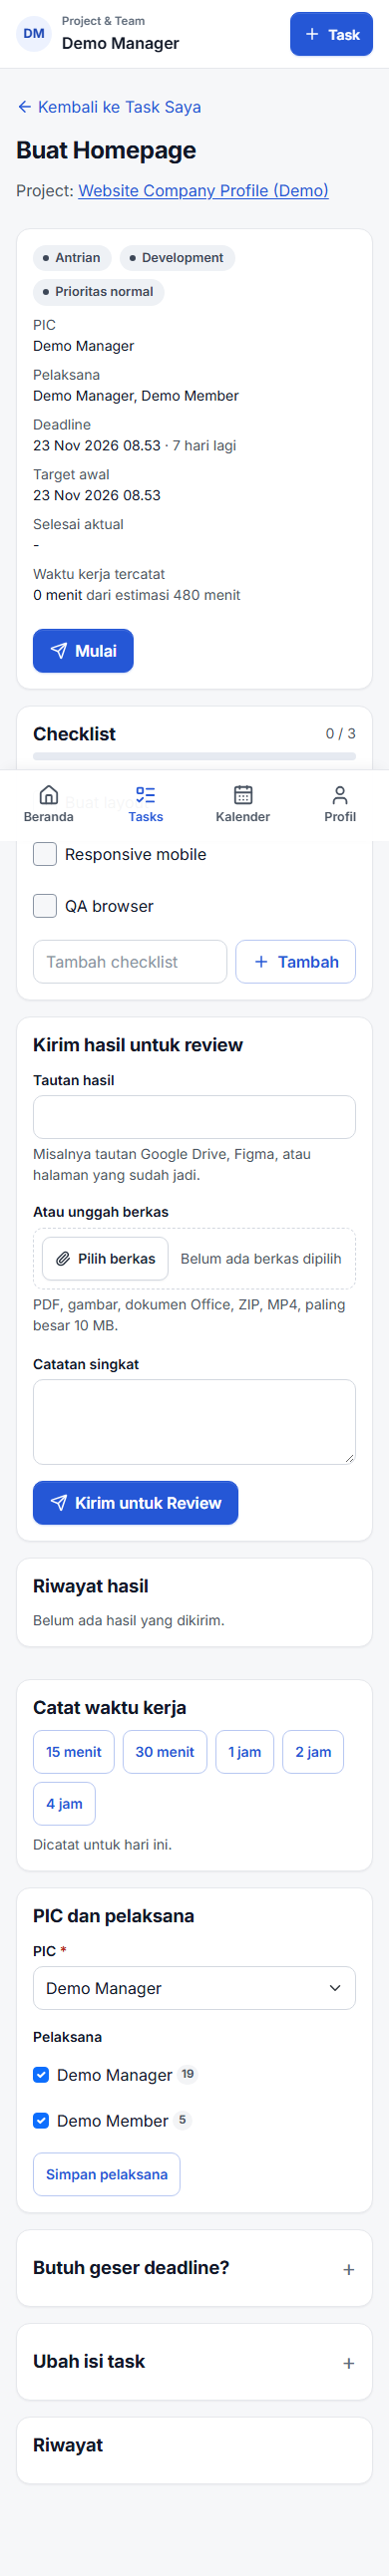 DM
Project & Team
Demo Manager
+ Task
← Kembali ke Task Saya
Buat Homepage
Project: Website Company Profile (Demo)
Antrian
Development
Prioritas normal
PIC
Demo Manager
Pelaksana
Demo Manager, Demo Member
Deadline
23 Nov 2026 08.53 · 7 hari lagi
Target awal
23 Nov 2026 08.53
Selesai aktual
-
Waktu kerja tercatat
0 menit dari estimasi 480 menit
Mulai
Checklist
0 / 3
Buat
Beranda
Tasks
Kalender
Profil
Responsive mobile
QA browser
Tambah checklist
+ Tambah
Kirim hasil untuk review
Tautan hasil
Misalnya tautan Google Drive, Figma, atau
halaman yang sudah jadi.
Atau unggah berkas
Pilih berkas
Belum ada berkas dipilih
PDF, gambar, dokumen Office, ZIP, MP4, paling
besar 10 MB.
Catatan singkat
Kirim untuk Review
Riwayat hasil
Belum ada hasil yang dikirim.
Catat waktu kerja
15 menit
30 menit
1 jam
2 jam
4 jam
Dicatat untuk hari ini.
PIC dan pelaksana
PIC *
Demo Manager
Pelaksana
Demo Manager 19
Demo Member 5
Simpan pelaksana
Butuh geser deadline? +
Ubah isi task +
Riwayat